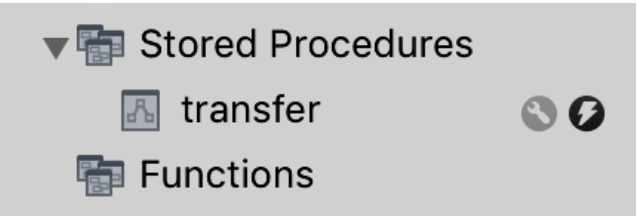 Stored Procedures
transfer
Functions